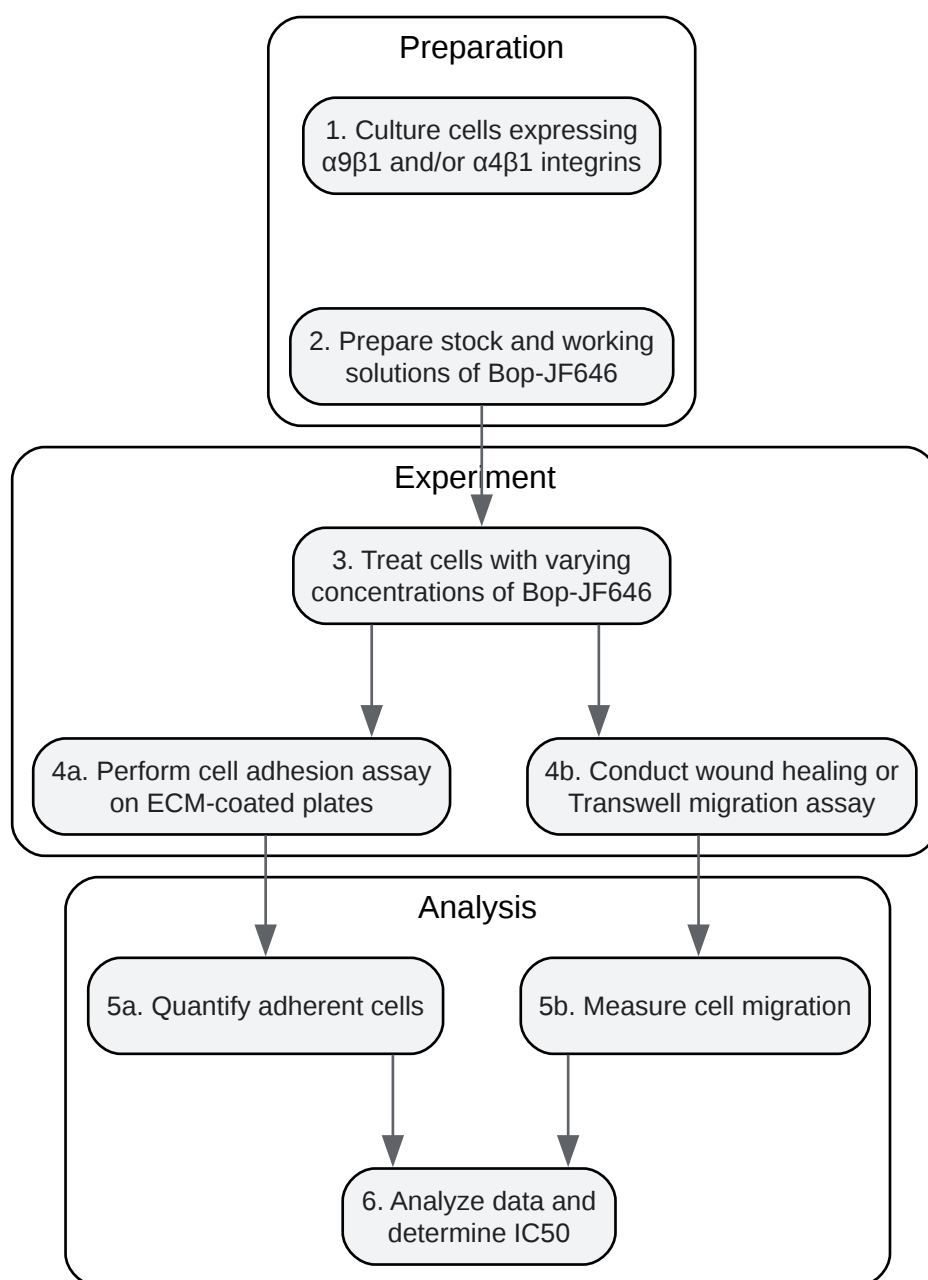 Preparation
1. Culture cells expressing
α9β1 and/or α4β1 integrins
2. Prepare stock and working
solutions of Bop-JF646
Experiment
3. Treat cells with varying
concentrations of Bop-JF646
4a. Perform cell adhesion assay
on ECM-coated plates
4b. Conduct wound healing or
Transwell migration assay
Analysis
5a. Quantify adherent cells
5b. Measure cell migration
6. Analyze data and
determine IC50